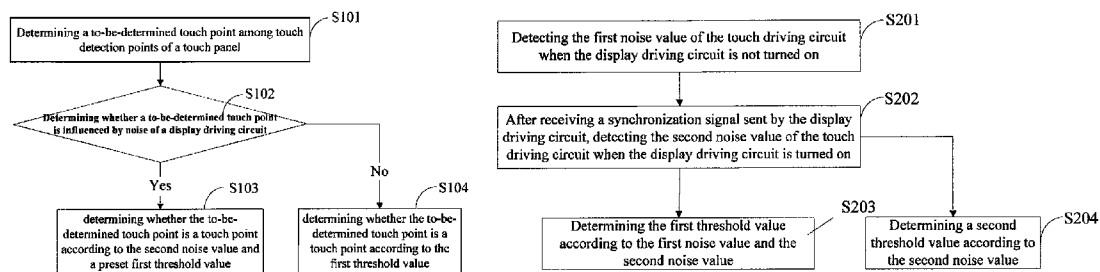 S101
Determining a to-be-determined touch point among touch
detection points of a touch panel
S102
Determining whether a to-be-determined touch point
is influenced by noise of a display driving circuit
Yes
No
S103
determining whether the to-be-
determined touch point is a touch point
according to the second noise value and
a preset first threshold value
S104
determining whether the to-be-
determined touch point is a
touch point according to the
first threshold value
S201
Detecting the first noise value of the touch driving circuit
when the display driving circuit is not turned on
S202
After receiving a synchronization signal sent by the display
driving circuit, detecting the second noise value of the touch
driving circuit when the display driving circuit is turned on
S203
Determining the first threshold value
according to the first noise value and the
second noise value
S204
Determining a second
threshold value according to
the second noise value